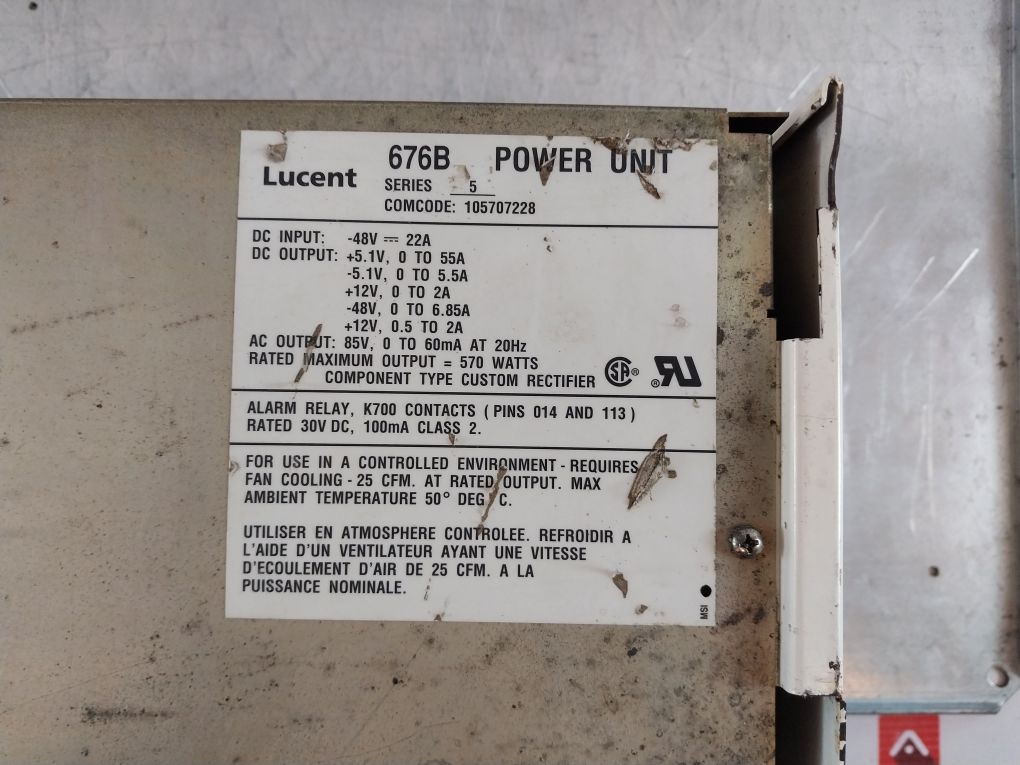 676B POWER UNIT
Lucent
SERIES 5
COMCODE: 105707228
DC INPUT: -48V ⎓ 22A
DC OUTPUT: +5.1V, 0 TO 55A
-5.1V, 0 TO 5.5A
+12V, 0 TO 2A
-48V, 0 TO 6.85A
+12V, 0.5 TO 2A
AC OUTPUT: 85V, 0 TO 60mA AT 20Hz
RATED MAXIMUM OUTPUT = 570 WATTS
COMPONENT TYPE CUSTOM RECTIFIER
ALARM RELAY, K700 CONTACTS (PINS 014 AND 113)
RATED 30V DC, 100mA CLASS 2.
FOR USE IN A CONTROLLED ENVIRONMENT - REQUIRES
FAN COOLING - 25 CFM. AT RATED OUTPUT. MAX
AMBIENT TEMPERATURE 50° DEG C.
UTILISER EN ATMOSPHERE CONTROLEE. REFROIDIR A
L'AIDE D'UN VENTILATEUR AYANT UNE VITESSE
D'ECOULEMENT D'AIR DE 25 CFM. A LA
PUISSANCE NOMINALE.
MSI